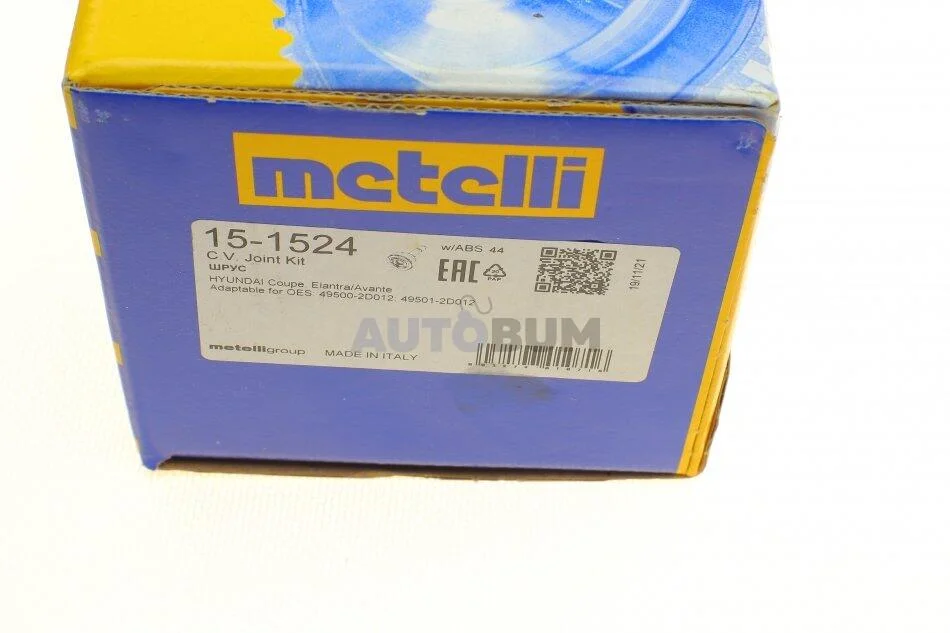 metelli
15-1524
C.V. Joint Kit
ШРУС
w/ABS 44
EAC
PAP
19/11/21
HYUNDAI Coupe, Elantra/Avante
Adaptable for OES: 49500-2D012; 49501-2D012
AUTOBUM
metelligroup
MADE IN ITALY